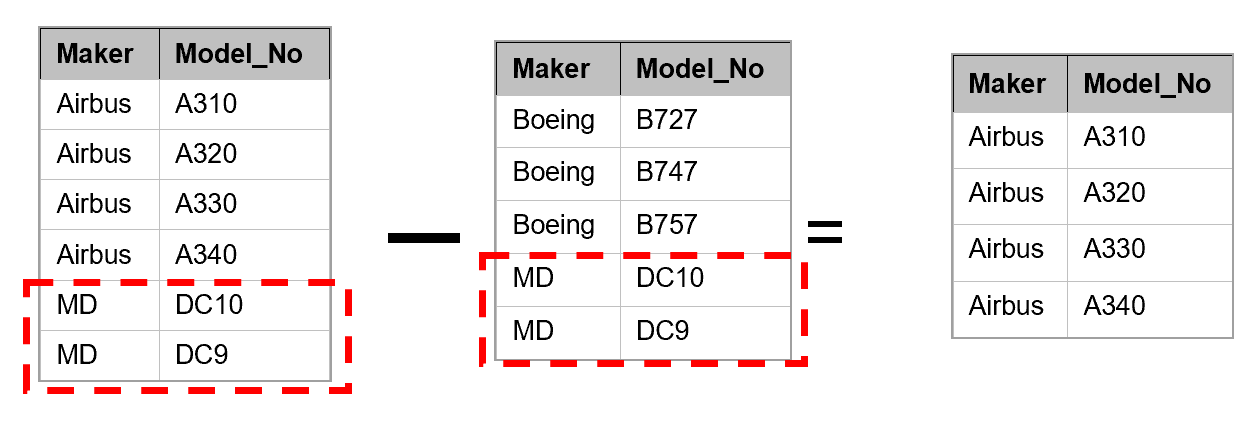 Maker Model_No
Airbus A310
Airbus A320
Airbus A330
Airbus A340
MD DC10
MD DC9
—
Maker Model_No
Boeing B727
Boeing B747
Boeing B757
MD DC10
MD DC9
=
Maker Model_No
Airbus A310
Airbus A320
Airbus A330
Airbus A340